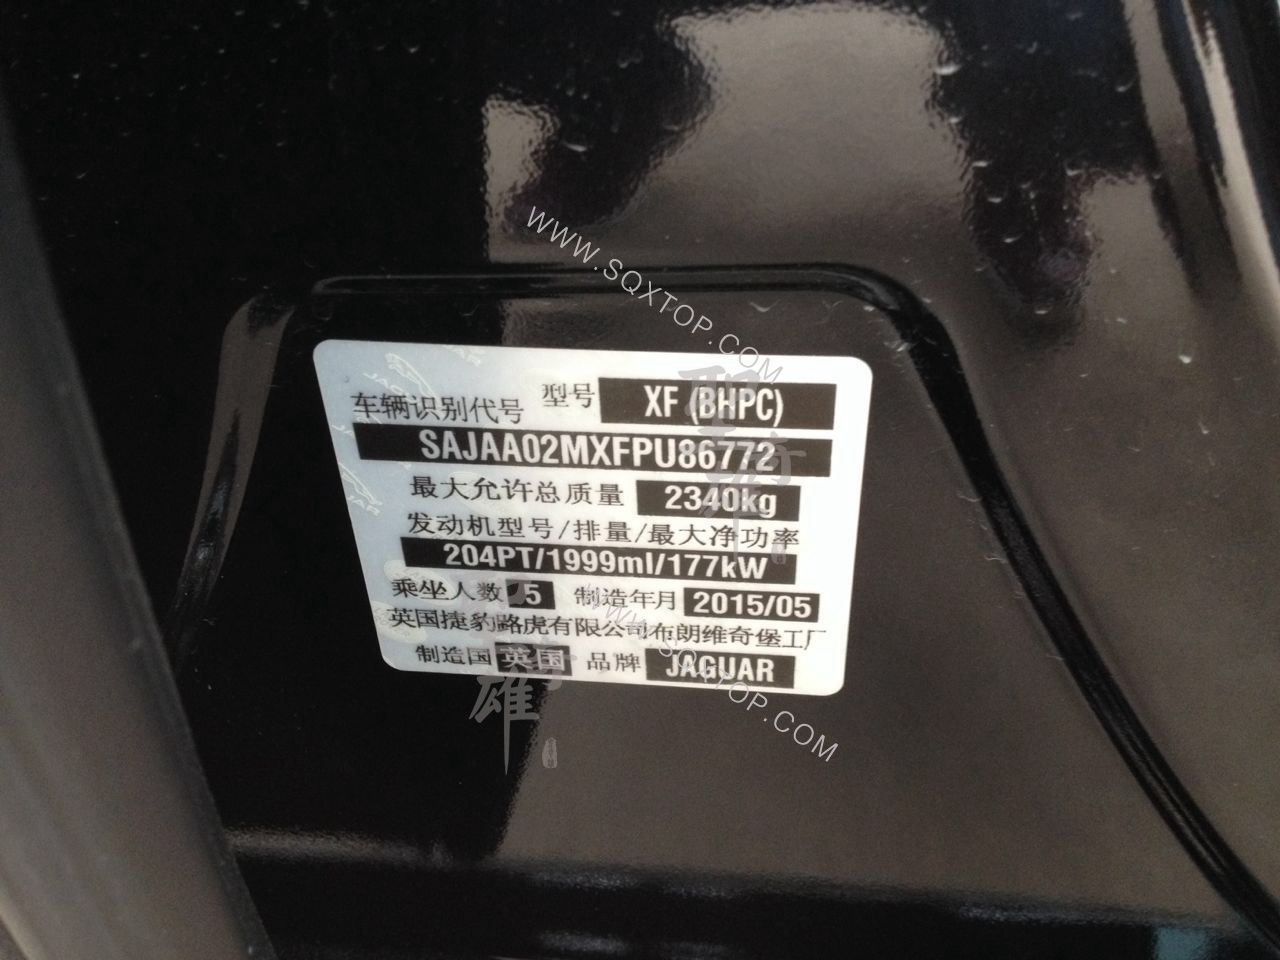 WWW.SQXTOP.COM
JAGUAR
型号 XF (BHPC)
车辆识别代号
SAJAA02MXFPU86772
最大允许总质量 2340kg
发动机型号/排量/最大净功率
204PT/1999ml/177kW
乘坐人数 5 制造年月 2015/05
英国捷豹路虎有限公司布朗维奇堡工厂
制造国 英国 品牌 JAGUAR
WWW.SQXTOP.COM